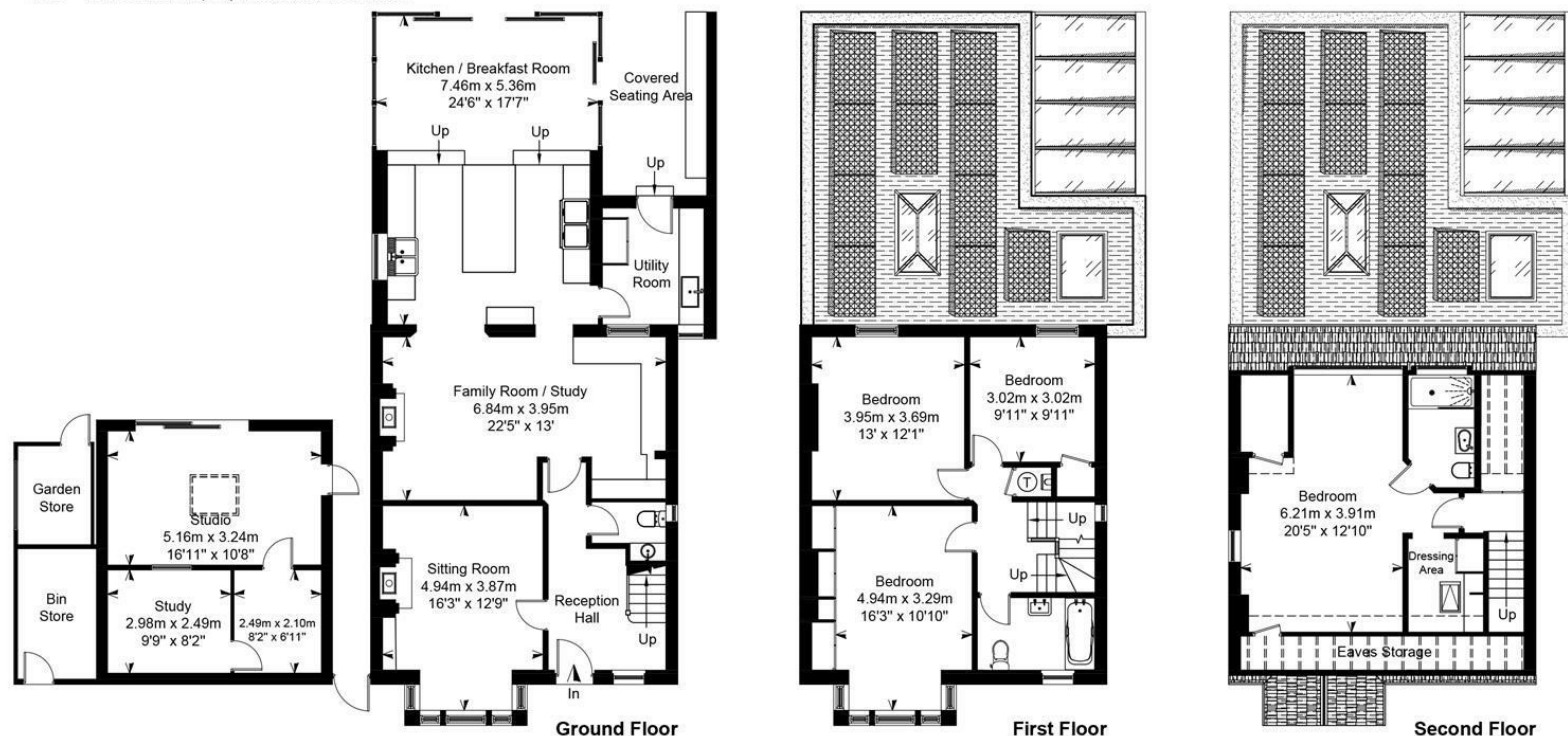 Kitchen / Breakfast Room
7.46m x 5.36m
24'6" x 17'7"
Covered
Seating Area
Up
Up
Up
Utility
Room
Family Room / Study
6.84m x 3.95m
22'5" x 13'
Garden
Store
Studio
5.16m x 3.24m
16'11" x 10'8"
Bin
Store
Study
2.98m x 2.49m
9'9" x 8'2"
2.49m x 2.10m
8'2" x 6'11"
Sitting Room
4.94m x 3.87m
16'3" x 12'9"
Reception
Hall
Up
In
Ground Floor
Bedroom
3.95m x 3.69m
13' x 12'1"
Bedroom
3.02m x 3.02m
9'11" x 9'11"
T
Up
Up
Bedroom
4.94m x 3.29m
16'3" x 10'10"
First Floor
Bedroom
6.21m x 3.91m
20'5" x 12'10"
Dressing
Area
Up
Eaves Storage
Second Floor